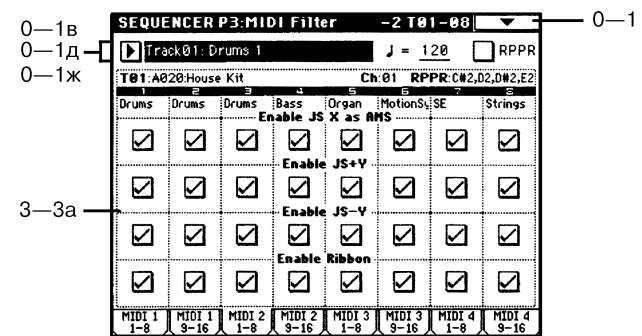 SEQUENCER P3:MIDI Filter -2 T01-08
0—1
0—1в
0—1д
Track01: Drums 1
♩ = 120
RPPR
0—1ж
T01:A020:House Kit Ch:01 RPPR:C#2,D2,D#2,E2
1 2 3 4 5 6 7 8
Drums Drums Drums Bass Organ MotionSy SE Strings
Enable JS X as AMS
Enable JS+Y
3—3а
Enable JS-Y
Enable Ribbon
MIDI 1 1-8 MIDI 1 9-16 MIDI 2 1-8 MIDI 2 9-16 MIDI 3 1-8 MIDI 3 9-16 MIDI 4 1-8 MIDI 4 9-16